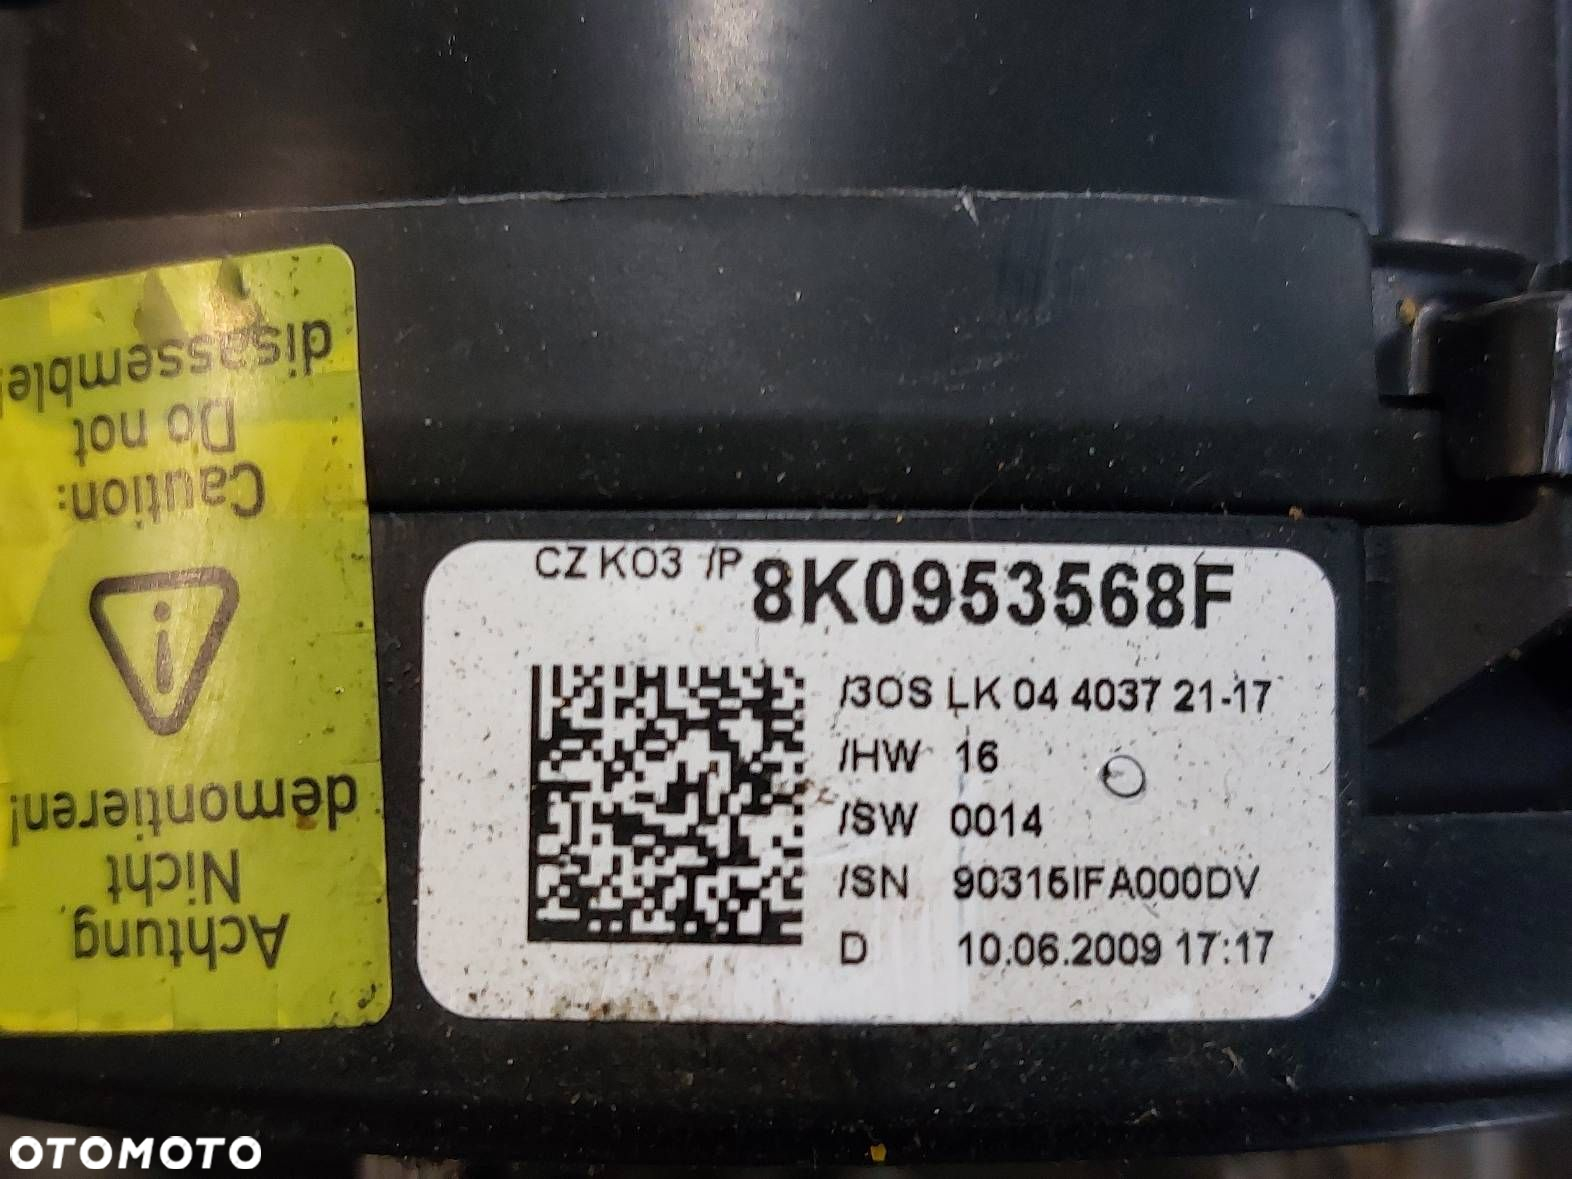 Caution:
Do not
disassemble!
Achtung
Nicht
demontieren!
CZ K03 /P 8K0953568F
/3OS LK 04 4037 21-17
/HW 16
/SW 0014
/SN 90315IFA000DV
D 10.06.2009 17:17
OTOMOTO